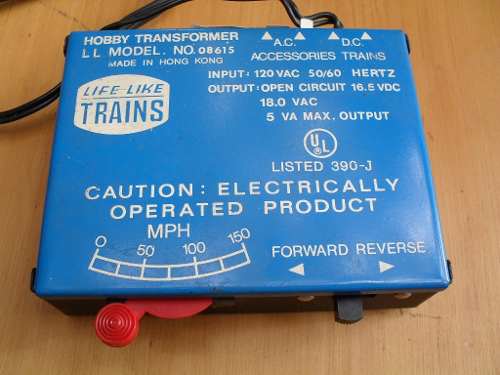 HOBBY TRANSFORMER
LL MODEL. NO. 08615
MADE IN HONG KONG
A.C. D.C.
ACCESSORIES TRAINS
INPUT: 120VAC 50/60 HERTZ
OUTPUT: OPEN CIRCUIT 16.5 VDC
18.0 VAC
5 VA MAX. OUTPUT
LIFE-LIKE
TRAINS
UL
LISTED 390-J
CAUTION: ELECTRICALLY
OPERATED PRODUCT
MPH
0 50 100 150
FORWARD REVERSE